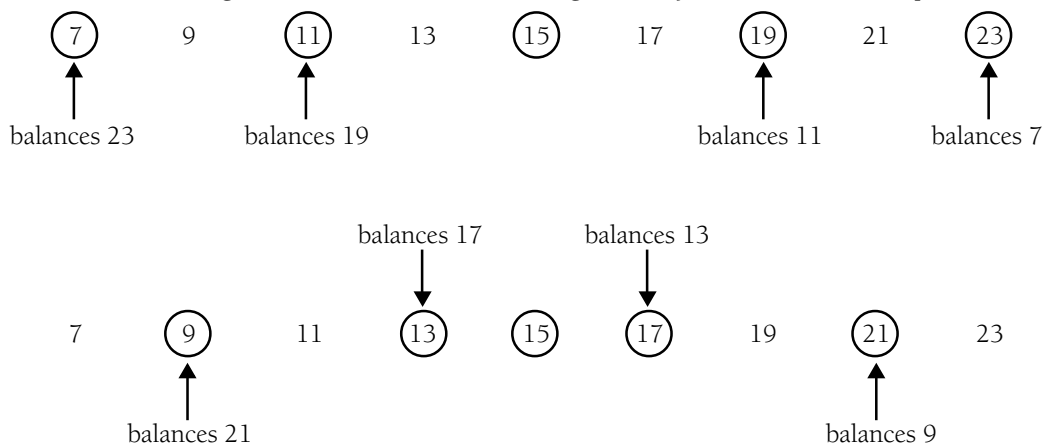 7 9 11 13 15 17 19 21 23
balances 23 balances 19 balances 11 balances 7
balances 17 balances 13
7 9 11 13 15 17 19 21 23
balances 21 balances 9